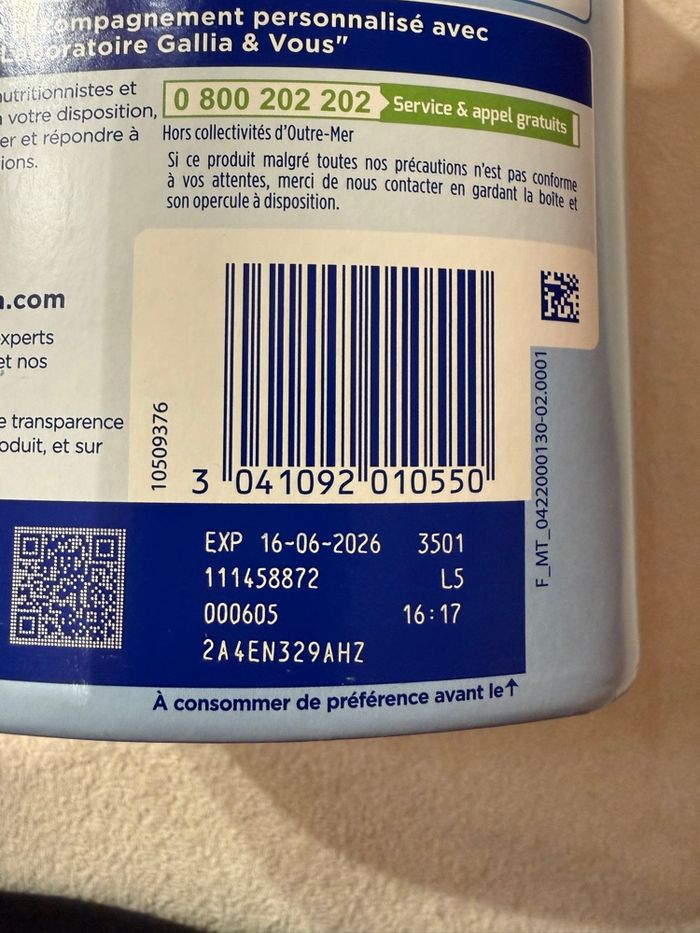 compagnement personnalisé avec
Laboratoire Gallia & Vous"
nutritionnistes et
votre disposition,
er et répondre à
ions.
0 800 202 202 Service & appel gratuits
Hors collectivités d'Outre-Mer
Si ce produit malgré toutes nos précautions n'est pas conforme
à vos attentes, merci de nous contacter en gardant la boîte et
son opercule à disposition.
.com
xperts
et nos
e transparence
oduit, et sur
10509376
3 041092 010550
F_MT_0422000130-02.0001
EXP 16-06-2026 3501
111458872 L5
000605 16:17
2A4EN329AHZ
À consommer de préférence avant le↑